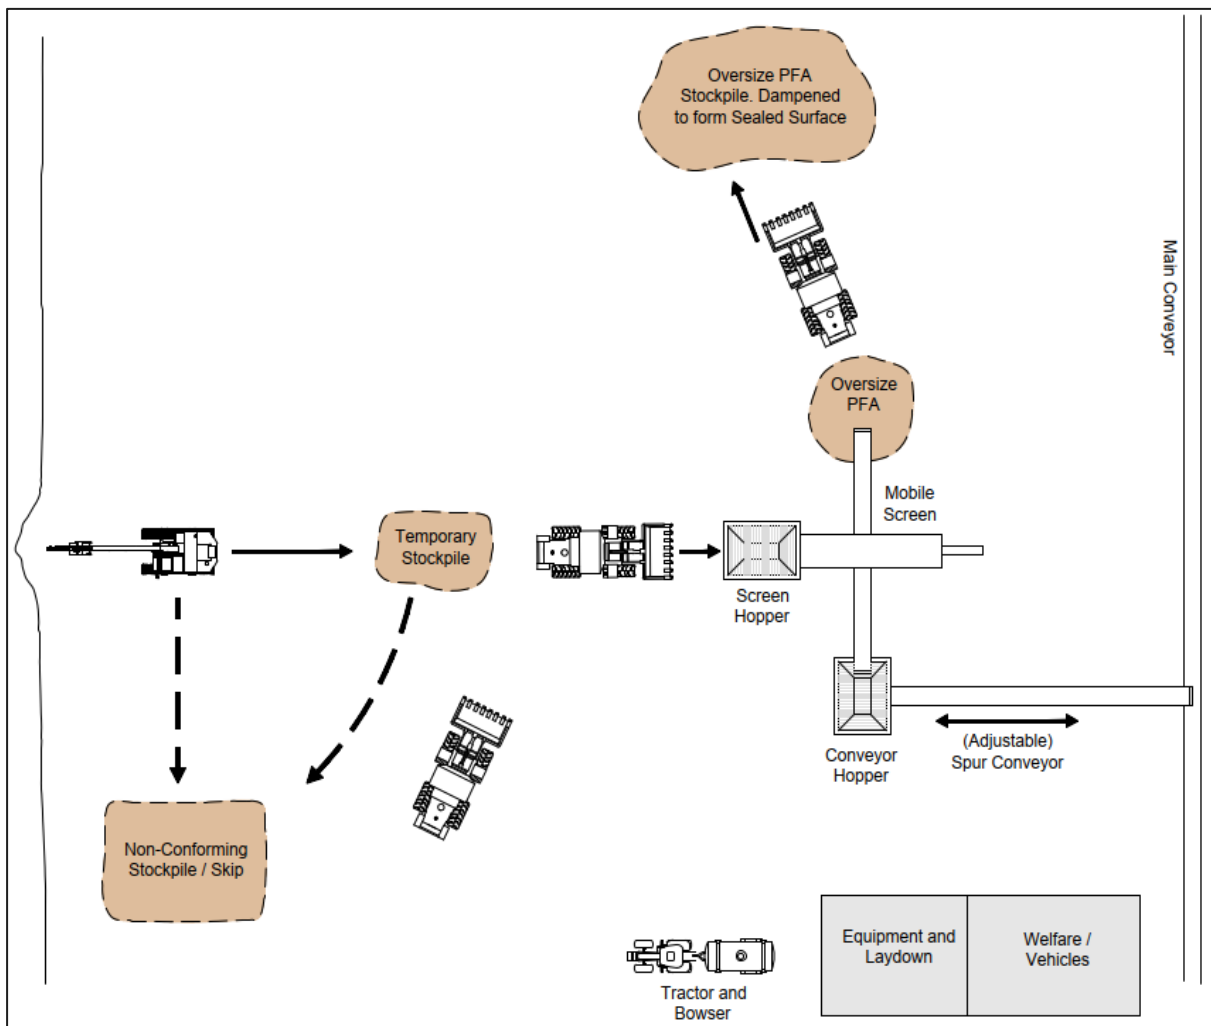 Oversize PFA
Stockpile. Dampened
to form Sealed Surface
Main Conveyor
Oversize
PFA
Mobile
Screen
Temporary
Stockpile
Screen
Hopper
(Adjustable)
Spur Conveyor
Conveyor
Hopper
Non-Conforming
Stockpile / Skip
Equipment and
Laydown
Welfare /
Vehicles
Tractor and
Bowser